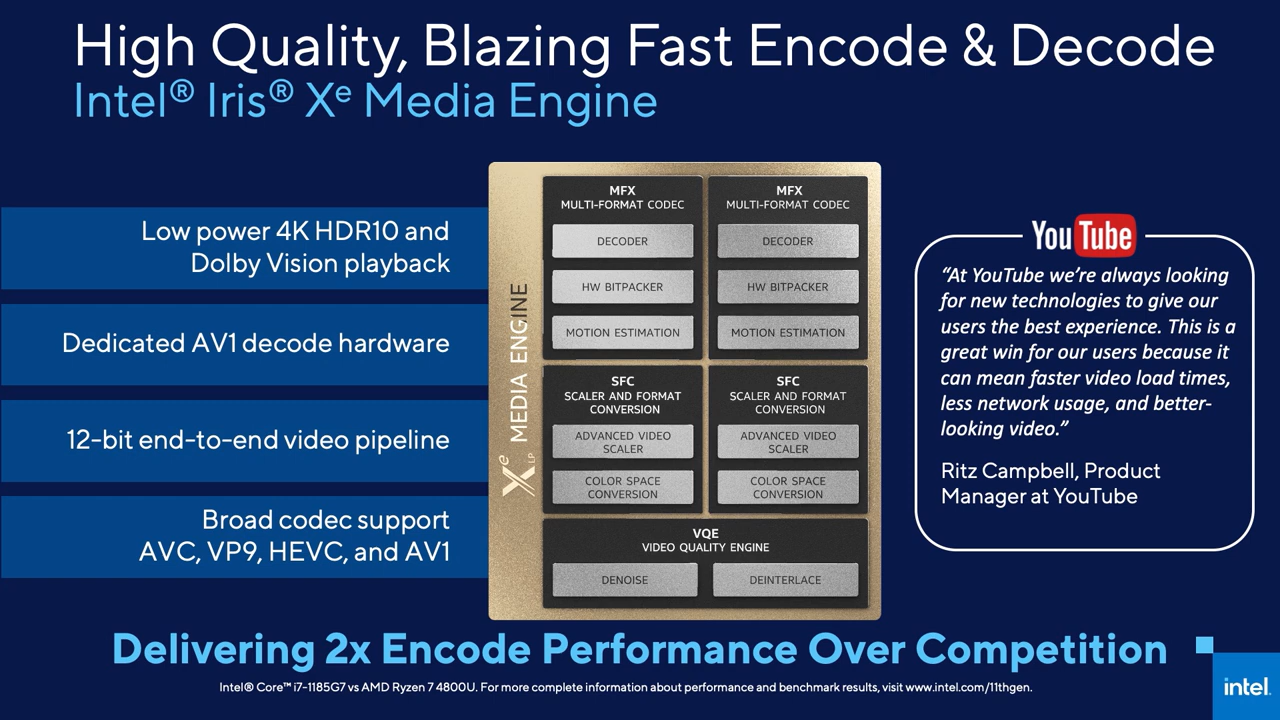 High Quality, Blazing Fast Encode & Decode
Intel® Iris® Xe Media Engine
Low power 4K HDR10 and
Dolby Vision playback
Dedicated AV1 decode hardware
12-bit end-to-end video pipeline
Broad codec support
AVC, VP9, HEVC, and AV1
Xe LP MEDIA ENGINE
MFX
MULTI-FORMAT CODEC
DECODER
HW BITPACKER
MOTION ESTIMATION
MFX
MULTI-FORMAT CODEC
DECODER
HW BITPACKER
MOTION ESTIMATION
SFC
SCALER AND FORMAT
CONVERSION
ADVANCED VIDEO
SCALER
COLOR SPACE
CONVERSION
SFC
SCALER AND FORMAT
CONVERSION
ADVANCED VIDEO
SCALER
COLOR SPACE
CONVERSION
VQE
VIDEO QUALITY ENGINE
DENOISE
DEINTERLACE
YouTube
“At YouTube we’re always looking
for new technologies to give our
users the best experience. This is a
great win for our users because it
can mean faster video load times,
less network usage, and better-
looking video.”
Ritz Campbell, Product
Manager at YouTube
Delivering 2x Encode Performance Over Competition
Intel® Core™ i7-1185G7 vs AMD Ryzen 7 4800U. For more complete information about performance and benchmark results, visit www.intel.com/11thgen.
intel.